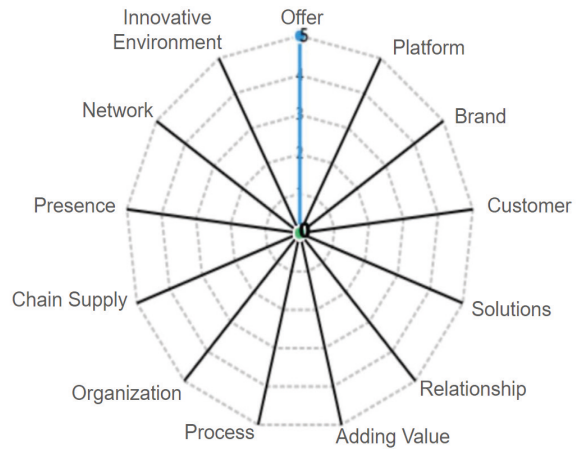 Innovative
Environment
Offer
Platform
Brand
Customer
Solutions
Relationship
Adding Value
Process
Organization
Chain Supply
Presence
Network
5
4
3
2
1
0